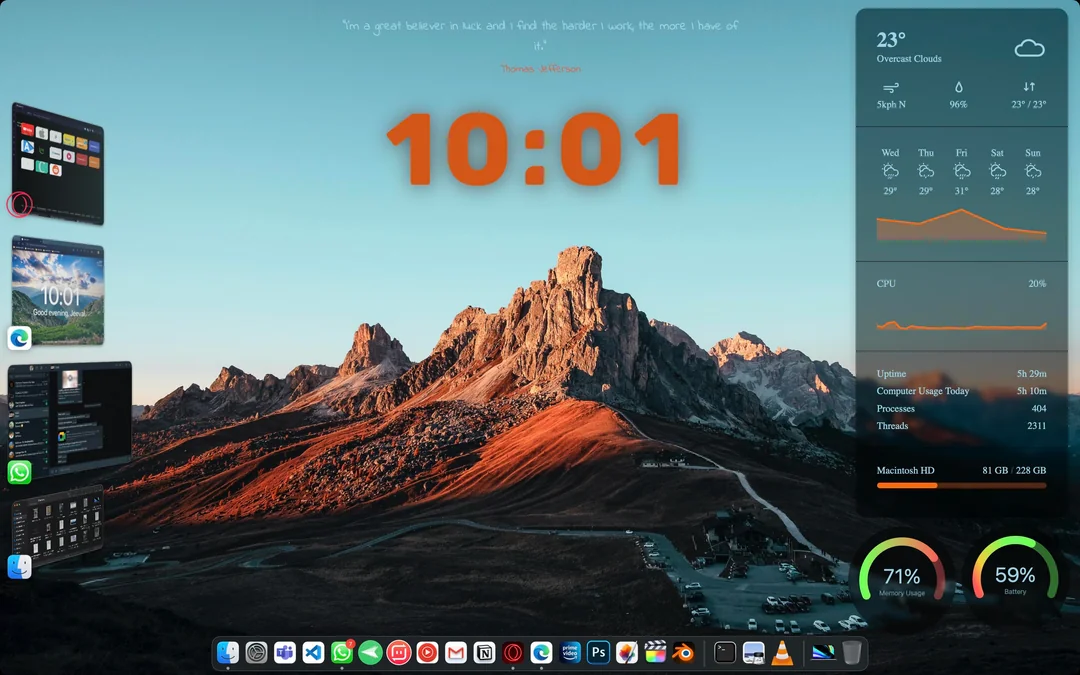 "I'm a great believer in luck and I find the harder I work, the more I have of
it."
Thomas Jefferson
10:01
23°
Overcast Clouds
5kph N 96% 23° / 23°
Wed Thu Fri Sat Sun
29° 29° 31° 28° 28°
CPU 20%
Uptime 5h 29m
Computer Usage Today 5h 10m
Processes 404
Threads 2311
Macintosh HD 81 GB / 228 GB
71%
Memory Usage
59%
Battery
10:01
Good evening, Jeeval.
prime
video
Ps